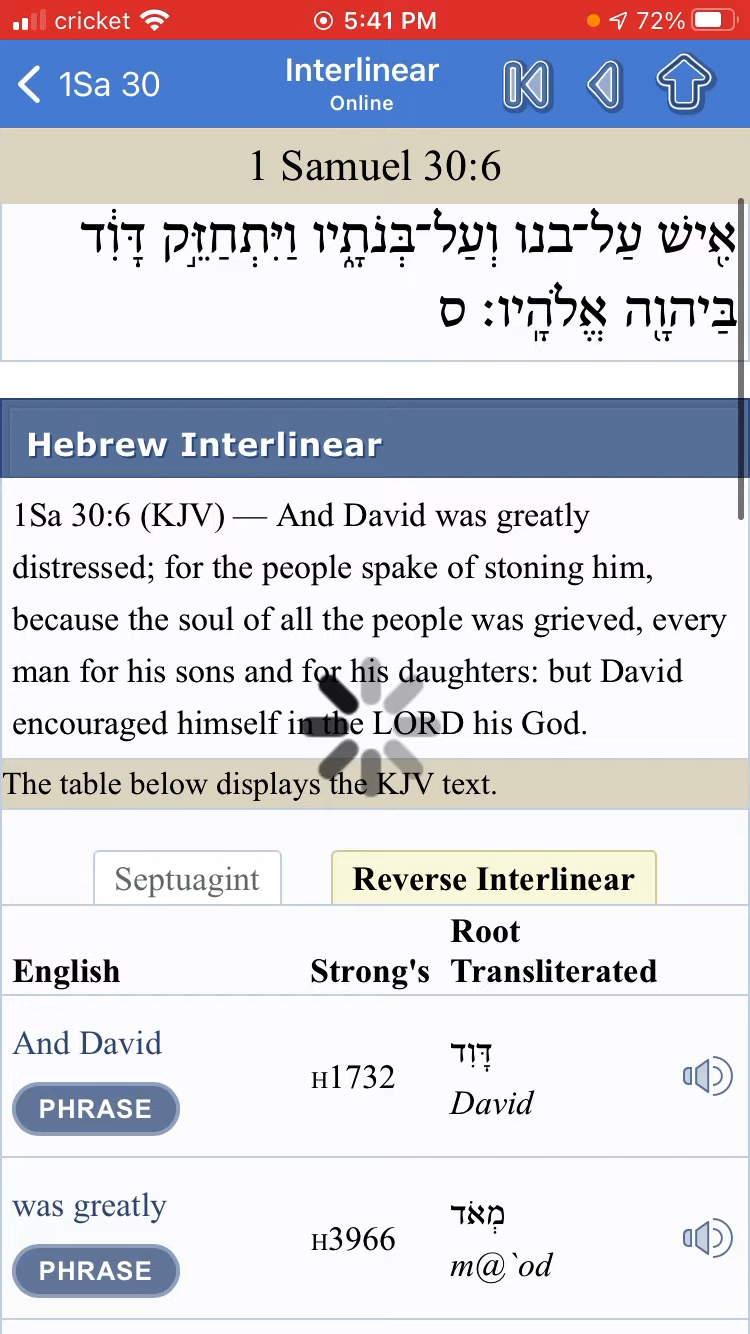 cricket 5:41 PM 72%
1Sa 30 Interlinear
Online
1 Samuel 30:6
אִ֖ישׁ עַל־בנו וְעַל־בְּנֹתָ֑יו וַיִּתְחַזֵּ֣ק דָּוִ֔ד
בַּיהוָ֖ה אֱלֹהָֽיו׃ ס
Hebrew Interlinear
1Sa 30:6 (KJV) — And David was greatly
distressed; for the people spake of stoning him,
because the soul of all the people was grieved, every
man for his sons and for his daughters: but David
encouraged himself in the LORD his God.
The table below displays the KJV text.
Septuagint Reverse Interlinear
English Strong's Root Transliterated
And David
PHRASE
H1732
דָּוִד
David
was greatly
PHRASE
H3966
מְאֹד
m@`od